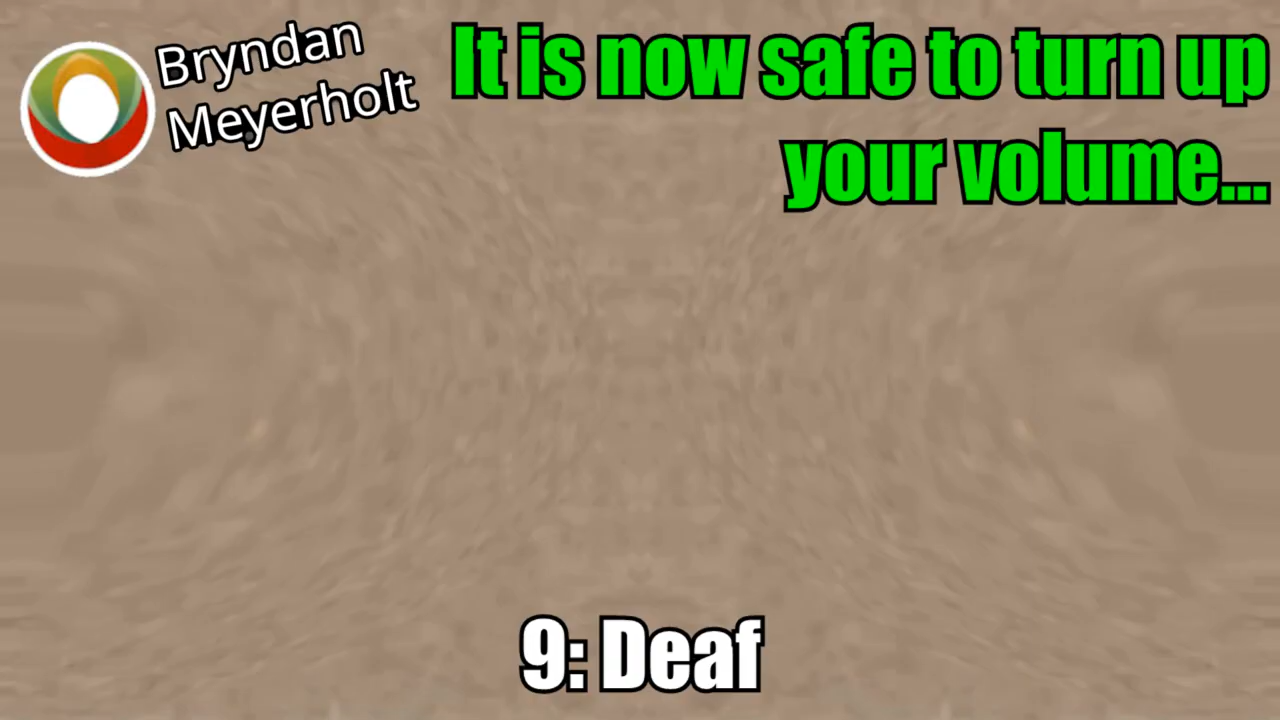 Bryndan
Meyerholt
It is now safe to turn up
your volume...
9: Deaf